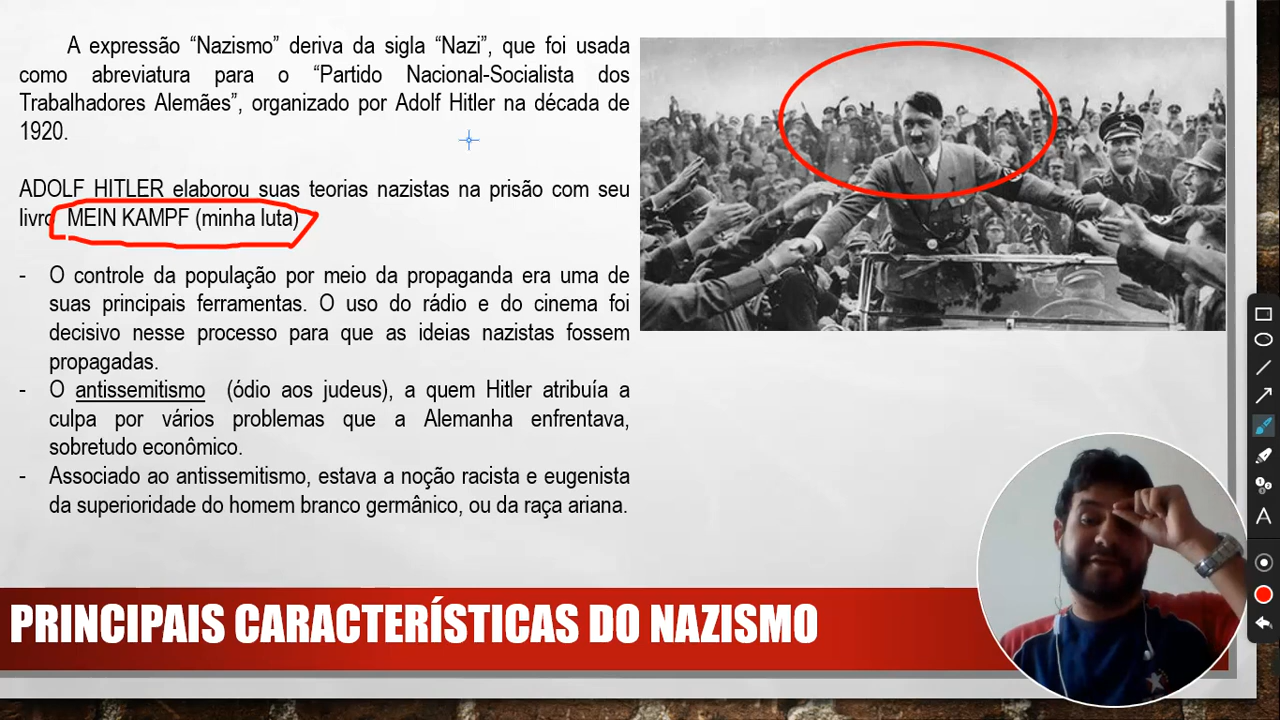 A expressão “Nazismo” deriva da sigla “Nazi”, que foi usada
como abreviatura para o “Partido Nacional-Socialista dos
Trabalhadores Alemães”, organizado por Adolf Hitler na década de
1920.
ADOLF HITLER elaborou suas teorias nazistas na prisão com seu
livro MEIN KAMPF (minha luta)
- O controle da população por meio da propaganda era uma de
suas principais ferramentas. O uso do rádio e do cinema foi
decisivo nesse processo para que as ideias nazistas fossem
propagadas.
- O antissemitismo (ódio aos judeus), a quem Hitler atribuía a
culpa por vários problemas que a Alemanha enfrentava,
sobretudo econômico.
- Associado ao antissemitismo, estava a noção racista e eugenista
da superioridade do homem branco germânico, ou da raça ariana.
PRINCIPAIS CARACTERÍSTICAS DO NAZISMO
A